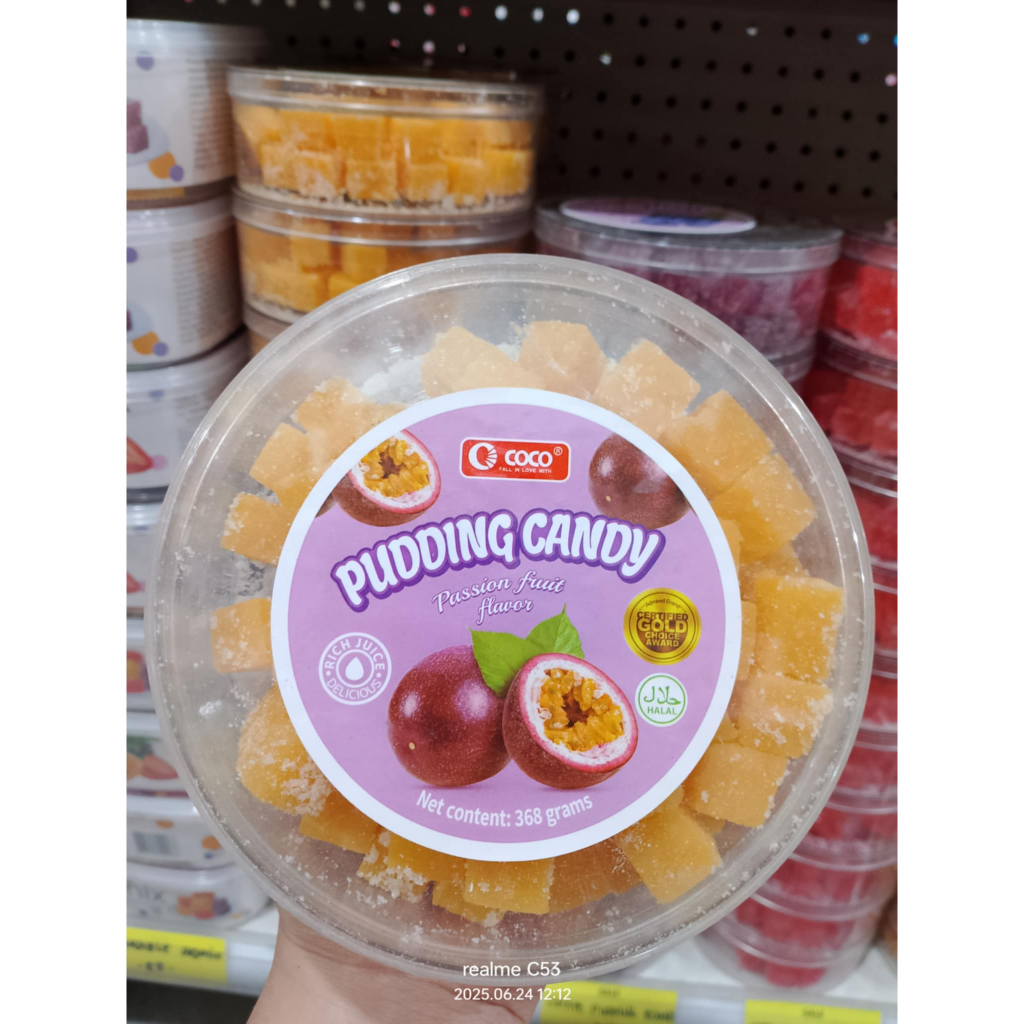 COCO®
FALL IN LOVE WITH
PUDDING CANDY
Passion fruit
flavor
RICH JUICE
DELICIOUS
CERTIFIED
GOLD
CHOICE
AWARD
حلال
HALAL
Net content: 368 grams
realme C53
2025.06.24 12:12